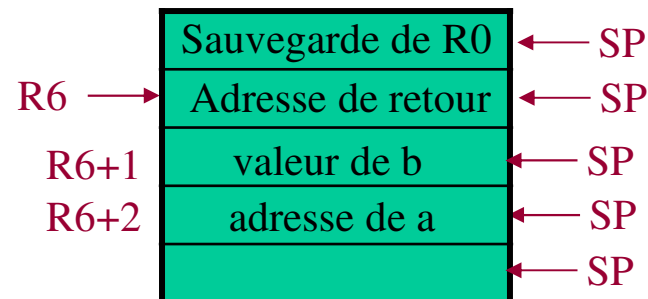 Sauvegarde de R0 SP
R6 Adresse de retour SP
R6+1 valeur de b SP
R6+2 adresse de a SP
SP